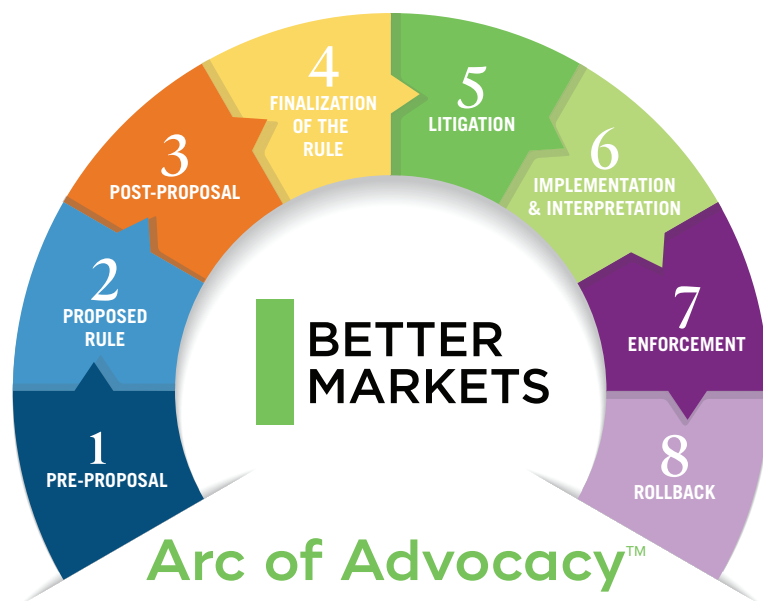 4
FINALIZATION
OF THE
RULE
5
LITIGATION
3
POST-PROPOSAL
6
IMPLEMENTATION
& INTERPRETATION
2
PROPOSED
RULE
7
ENFORCEMENT
BETTER
MARKETS
1
PRE-PROPOSAL
8
ROLLBACK
Arc of Advocacy™